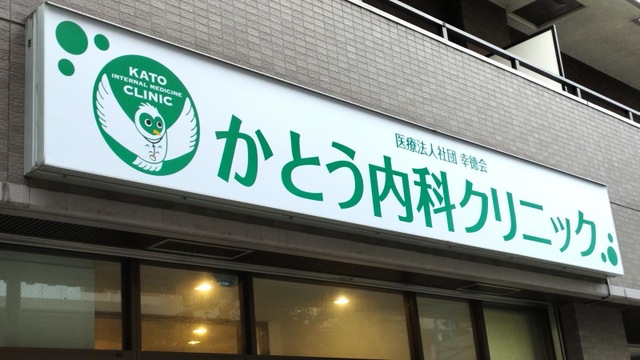 KATO
INTERNAL MEDICINE
CLINIC
医療法人社団 幸徳会
かとう内科クリニック